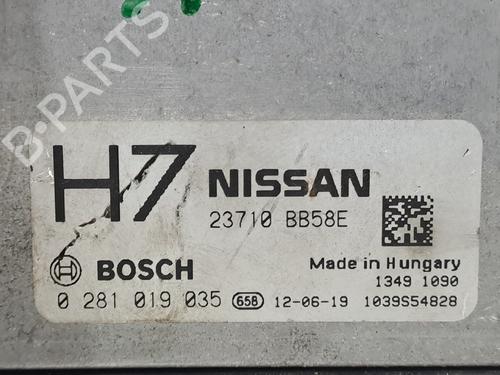 B-PARTS
H7 NISSAN
23710 BB58E
BOSCH
Made in Hungary
1349 1090
0 281 019 035 658 12-06-19 1039S54828